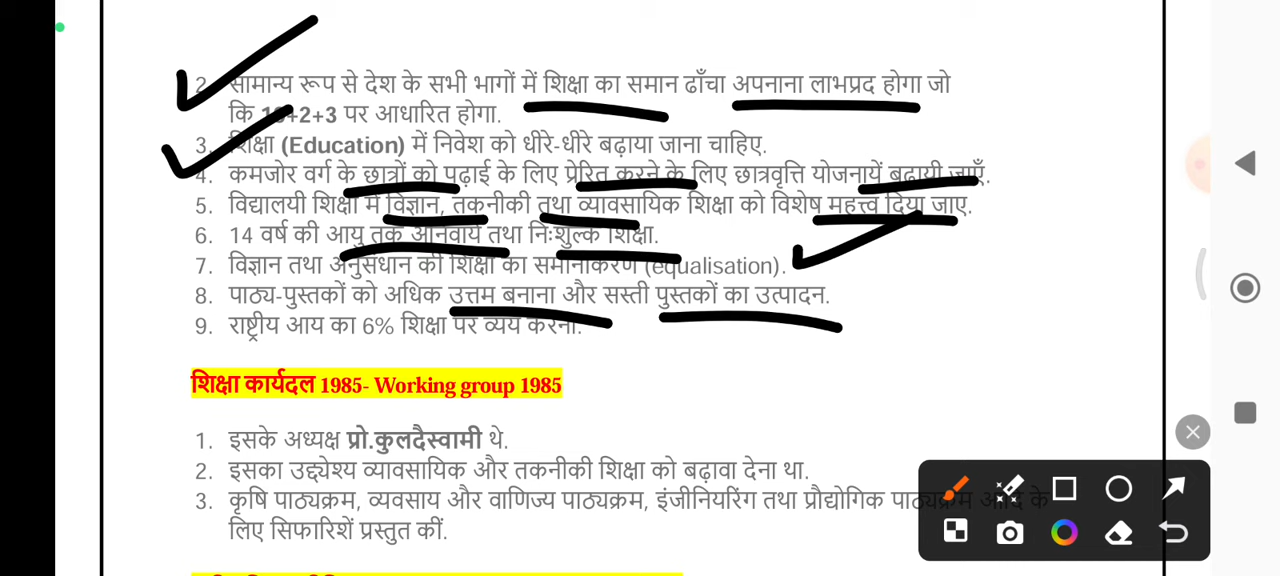 2. सामान्य रूप से देश के सभी भागों में शिक्षा का समान ढाँचा अपनाना लाभप्रद होगा जो
कि 10+2+3 पर आधारित होगा.
3. शिक्षा (Education) में निवेश को धीरे-धीरे बढ़ाया जाना चाहिए.
4. कमजोर वर्ग के छात्रों को पढ़ाई के लिए प्रेरित करने के लिए छात्रवृत्ति योजनायें बढ़ायी जाएँ.
5. विद्यालयी शिक्षा में विज्ञान, तकनीकी तथा व्यावसायिक शिक्षा को विशेष महत्त्व दिया जाए.
6. 14 वर्ष की आयु तक अनिवार्य तथा निःशुल्क शिक्षा.
7. विज्ञान तथा अनुसंधान की शिक्षा का समानीकरण (equalisation).
8. पाठ्य-पुस्तकों को अधिक उत्तम बनाना और सस्ती पुस्तकों का उत्पादन.
9. राष्ट्रीय आय का 6% शिक्षा पर व्यय करना.
शिक्षा कार्यदल 1985- Working group 1985
1. इसके अध्यक्ष प्रो.कुलदैस्वामी थे.
2. इसका उद्द्येश्य व्यावसायिक और तकनीकी शिक्षा को बढ़ावा देना था.
3. कृषि पाठ्यक्रम, व्यवसाय और वाणिज्य पाठ्यक्रम, इंजीनियरिंग तथा प्रौद्योगिक पाठ्यक्रम आदि के
लिए सिफारिशें प्रस्तुत कीं.